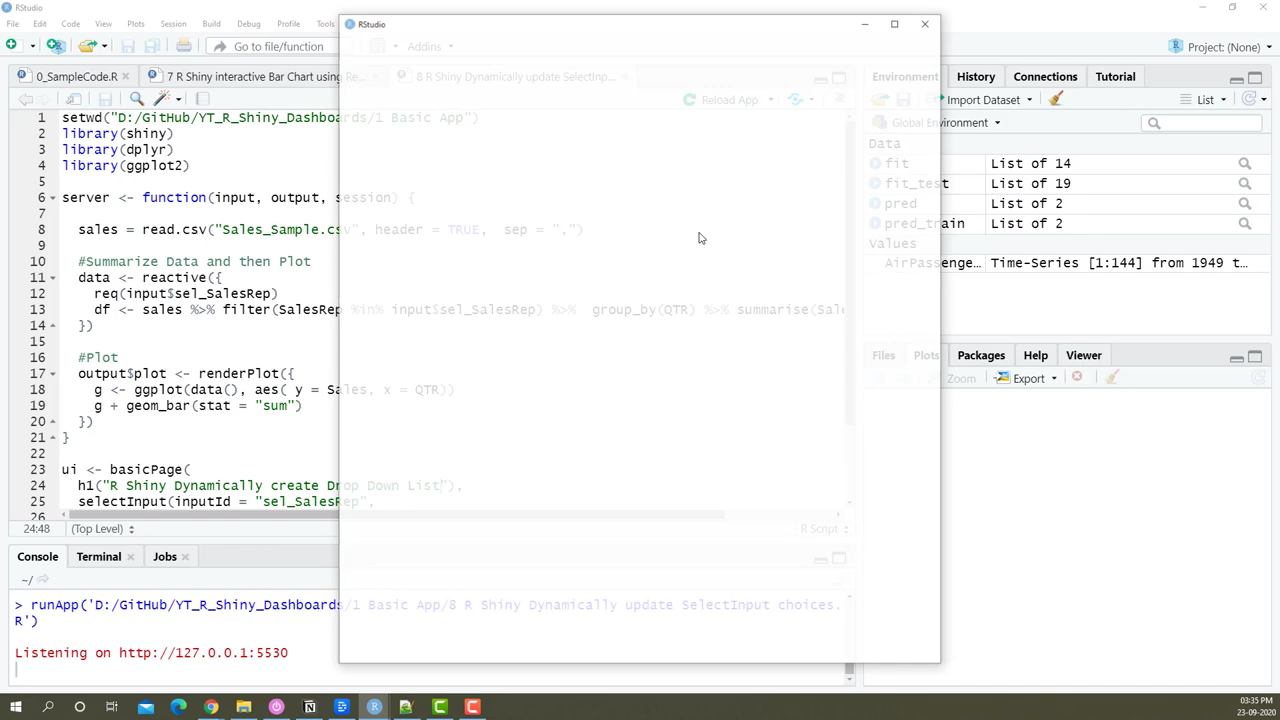 RStudio
File Edit Code View Plots Session Build Debug Profile Tools
RStudio
Go to file/function
Addins
Project: (None)
0_SampleCode.R
7 R Shiny interactive Bar Chart using Re...
8 R Shiny Dynamically update SelectInp...
Reload App
1 setwd("D:/GitHub/YT_R_Shiny_Dashboards/1 Basic App")
2 library(shiny)
3 library(dplyr)
4 library(ggplot2)
5
6 server <- function(input, output, session) {
7
8 sales = read.csv("Sales_Sample.csv", header = TRUE, sep = ",")
9
10 #Summarize Data and then Plot
11 data <- reactive({
12 req(input$sel_SalesRep)
13 df <- sales %>% filter(SalesRep %in% input$sel_SalesRep) %>% group_by(QTR) %>% summarise(Sale
14 })
15
16 #Plot
17 output$plot <- renderPlot({
18 g <- ggplot(data(), aes( y = Sales, x = QTR))
19 g + geom_bar(stat = "sum")
20 })
21 }
22
23 ui <- basicPage(
24 h1("R Shiny Dynamically create Drop Down List"),
25 selectInput(inputId = "sel_SalesRep",
26
24:48 (Top Level) R Script
Console Terminal Jobs
~/
> runApp('D:/GitHub/YT_R_Shiny_Dashboards/1 Basic App/8 R Shiny Dynamically update SelectInput choices.
R')
Listening on http://127.0.0.1:5530
Environment History Connections Tutorial
Import Dataset List
Global Environment
Data
fit List of 14
fit_test List of 19
pred List of 2
pred_train List of 2
Values
AirPassenge... Time-Series [1:144] from 1949 t...
Files Plots Packages Help Viewer
Zoom Export
03:35 PM
23-09-2020